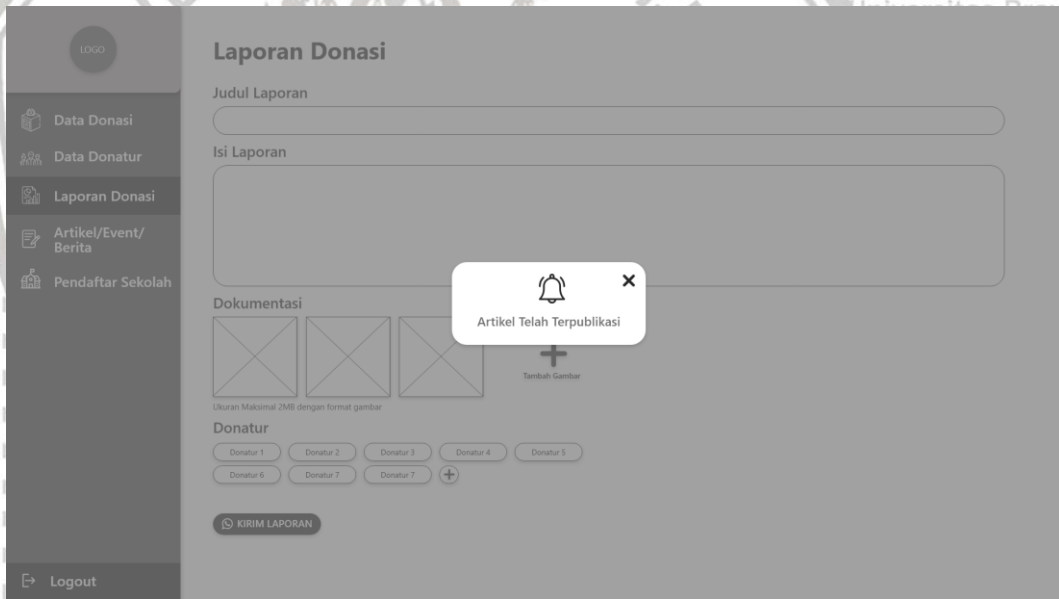 LOGO
Data Donasi
Data Donatur
Laporan Donasi
Artikel/Event/
Berita
Pendaftar Sekolah
Logout
Laporan Donasi
Judul Laporan
Isi Laporan
Artikel Telah Terpublikasi
Dokumentasi
Tambah Gambar
Ukuran Maksimal 2MB dengan format gambar
Donatur
Donatur 1 Donatur 2 Donatur 3 Donatur 4 Donatur 5
Donatur 6 Donatur 7 Donatur 7
KIRIM LAPORAN